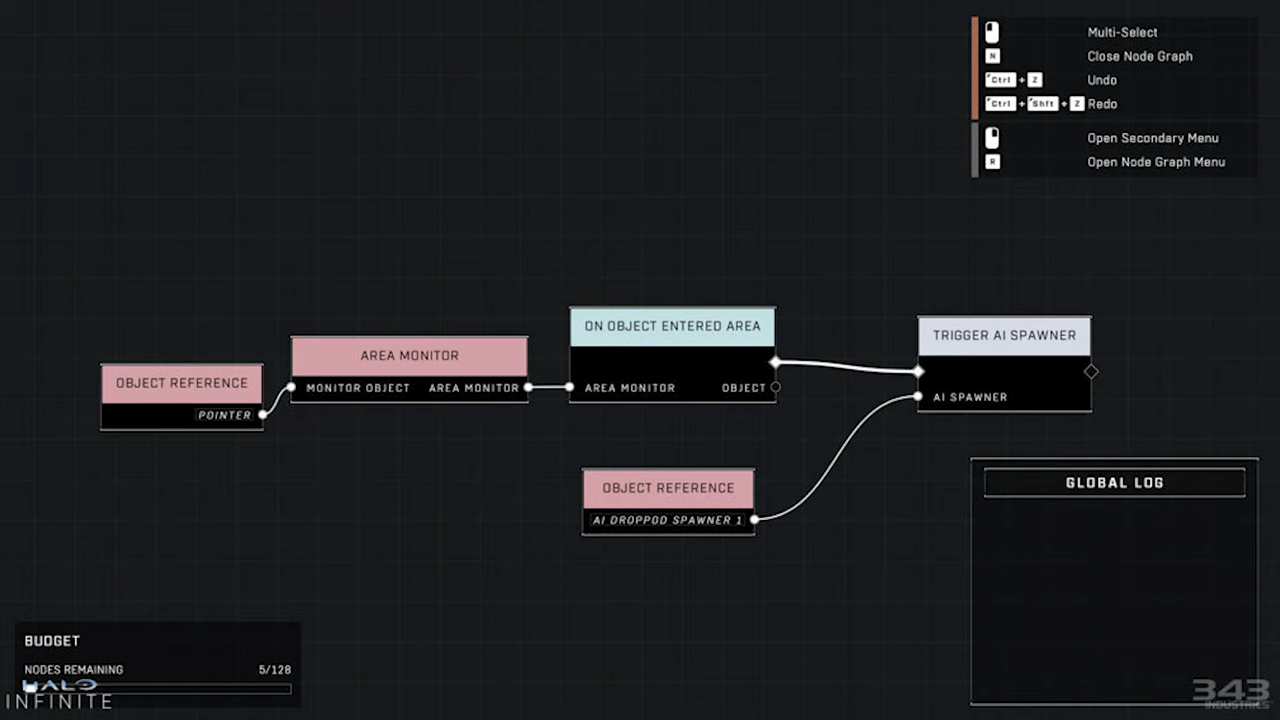 Multi-Select
N Close Node Graph
Ctrl + Z Undo
Ctrl + Shft + Z Redo
Open Secondary Menu
R Open Node Graph Menu
ON OBJECT ENTERED AREA
AREA MONITOR OBJECT
TRIGGER AI SPAWNER
AI SPAWNER
AREA MONITOR
MONITOR OBJECT AREA MONITOR
OBJECT REFERENCE
POINTER
OBJECT REFERENCE
AI DROPPOD SPAWNER 1
GLOBAL LOG
BUDGET
NODES REMAINING 5/128
HALO
INFINITE
343
INDUSTRIES